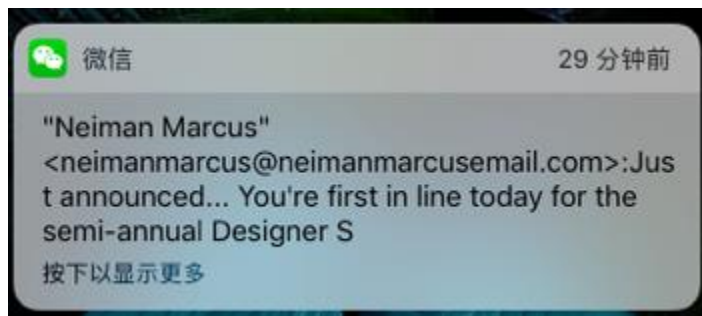 微信
29 分钟前
"Neiman Marcus"
<neimanmarcus@neimanmarcusemail.com>:Jus
t announced... You're first in line today for the
semi-annual Designer S
按下以显示更多